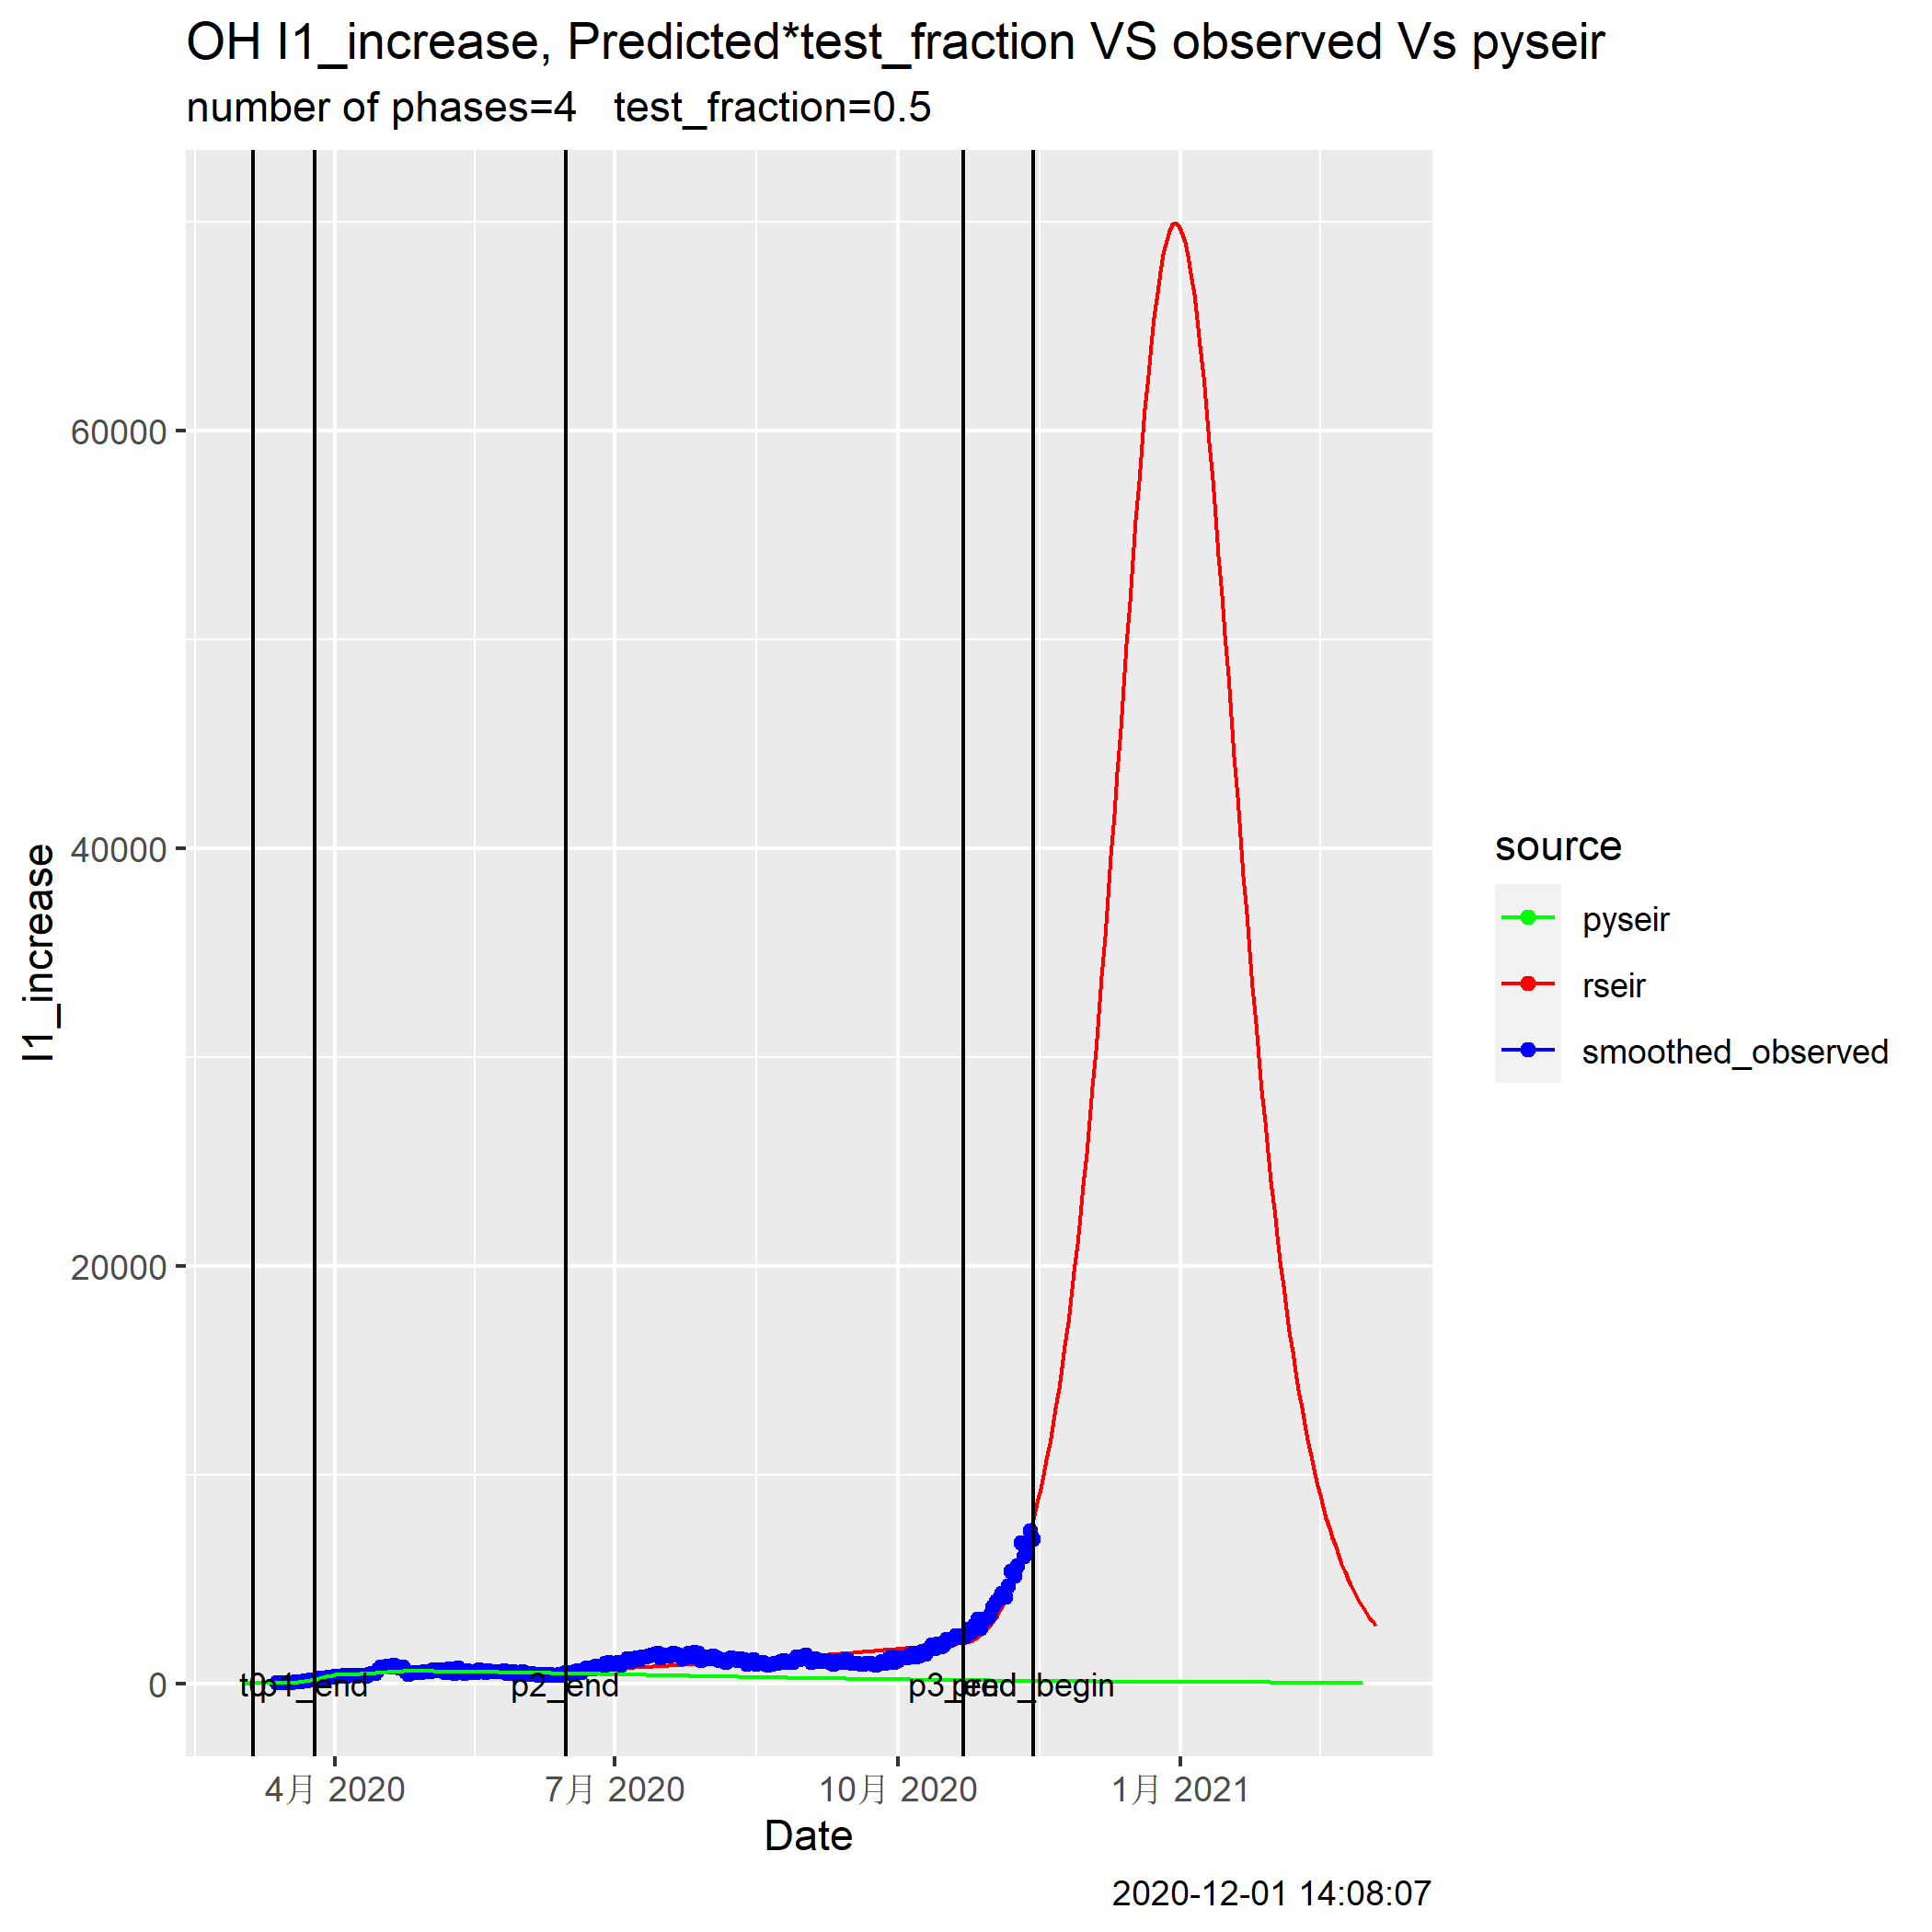 OH I1_increase, Predicted*test_fraction VS observed Vs pyseir
number of phases=4   test_fraction=0.5
I1_increase
60000
40000
20000
0
t0 p1_end p2_end p3_end pred_begin
4月 2020 7月 2020 10月 2020 1月 2021
Date
source
pyseir
rseir
smoothed_observed
2020-12-01 14:08:07